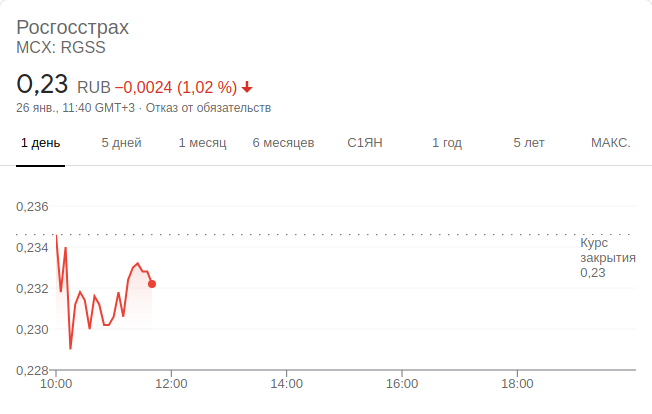 Росгосстрах
MCX: RGSS
0,23 RUB −0,0024 (1,02 %) ↓
26 янв., 11:40 GMT+3 · Отказ от обязательств
1 день 5 дней 1 месяц 6 месяцев С1ЯН 1 год 5 лет МАКС.
0,236
0,234
Курс
закрытия
0,23
0,232
0,230
0,228
10:00 12:00 14:00 16:00 18:00